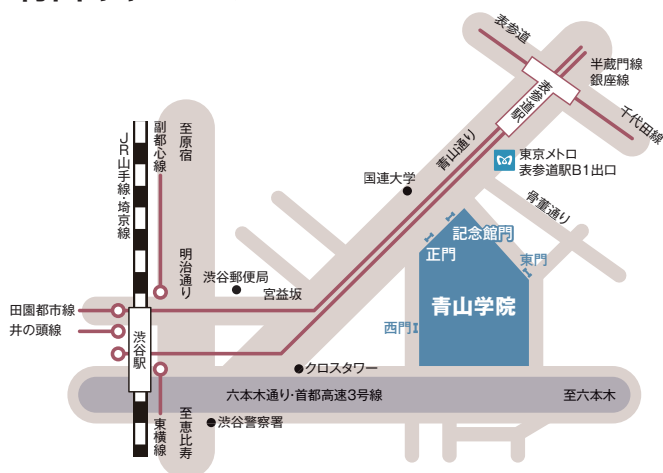 表参道
半蔵門線
銀座線
表参道駅
千代田線
東京メトロ
表参道駅B1出口
青山通り
国連大学
骨董通り
JR山手線・埼京線
副都心線
至原宿
明治通り
渋谷郵便局
宮益坂
記念館門
正門
東門
青山学院
西門
田園都市線
井の頭線
渋谷駅
クロスタワー
六本木通り・首都高速3号線
至六本木
東横線
至恵比寿
渋谷警察署